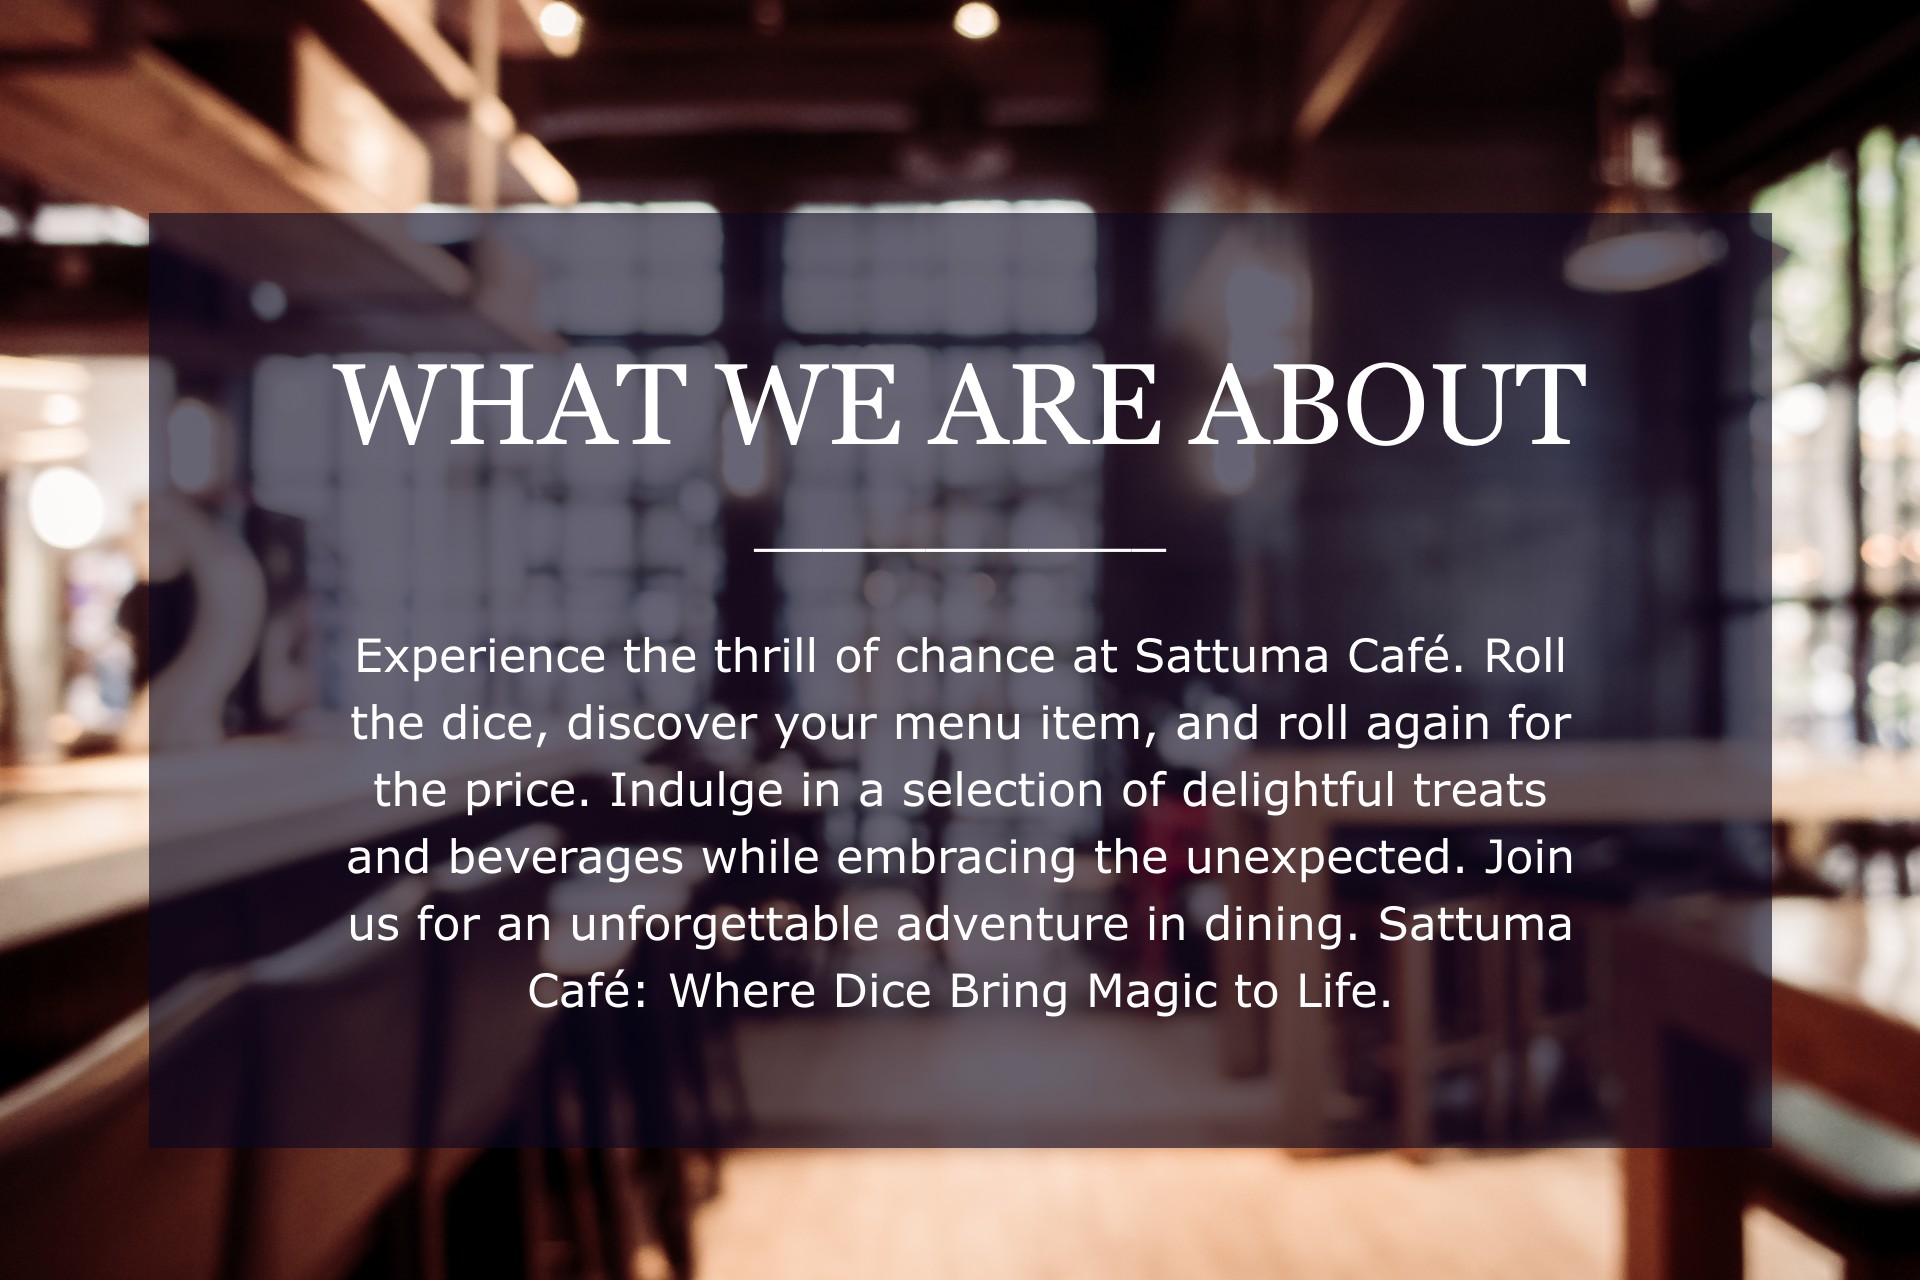 WHAT WE ARE ABOUT
Experience the thrill of chance at Sattuma Café. Roll
the dice, discover your menu item, and roll again for
the price. Indulge in a selection of delightful treats
and beverages while embracing the unexpected. Join
us for an unforgettable adventure in dining. Sattuma
Café: Where Dice Bring Magic to Life.